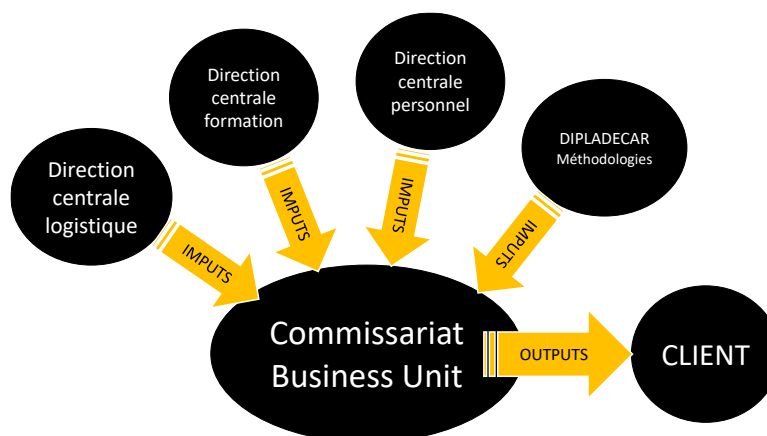 Direction
centrale
logistique
Direction
centrale
formation
Direction
centrale
personnel
DIPLADECAR
Méthodologies
IMPUTS
IMPUTS
IMPUTS
IMPUTS
Commissariat
Business Unit
OUTPUTS
CLIENT